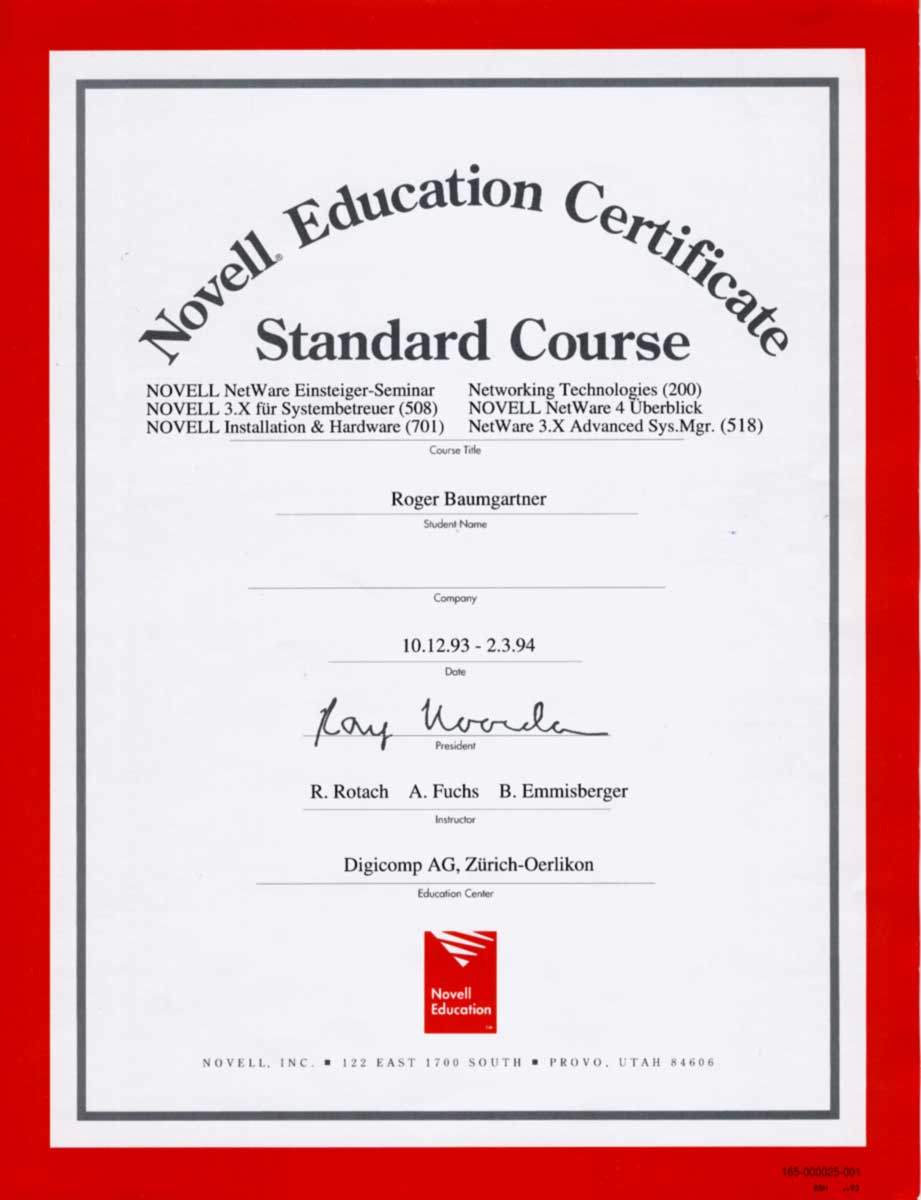 Novell® Education Certificate
Standard Course
NOVELL NetWare Einsteiger-Seminar Networking Technologies (200)
NOVELL 3.X für Systembetreuer (508) NOVELL NetWare 4 Überblick
NOVELL Installation & Hardware (701) NetWare 3.X Advanced Sys.Mgr. (518)
Course Title
Roger Baumgartner
Student Name
Company
10.12.93 - 2.3.94
Date
Ray Noorda
President
R. Rotach A. Fuchs B. Emmisberger
Instructor
Digicomp AG, Zürich-Oerlikon
Education Center
Novell
Education
™
NOVELL, INC. ■ 122 EAST 1700 SOUTH ■ PROVO, UTAH 84606
165-000025-001